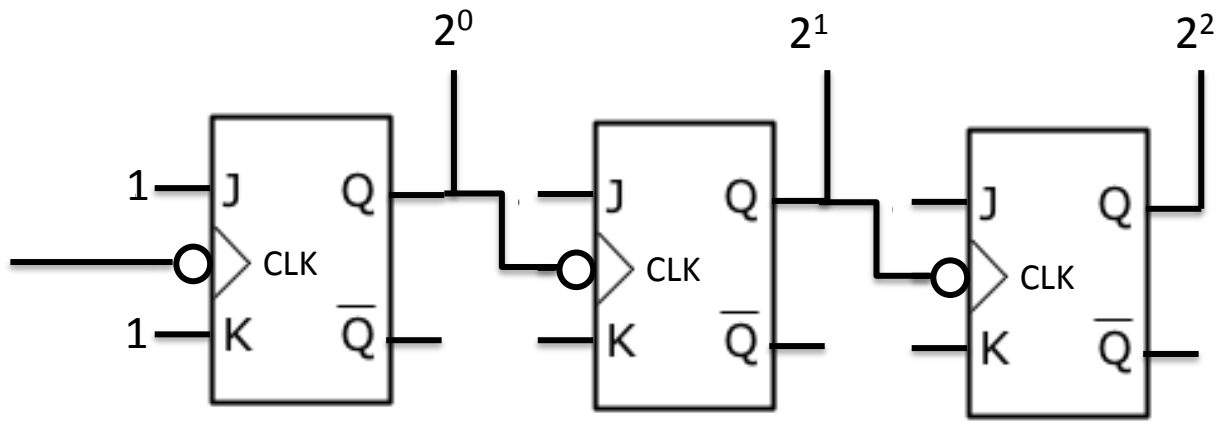 2⁰ 2¹ 2²
1 J Q J Q J Q
CLK CLK CLK
1 K Q̅ K Q̅ K Q̅